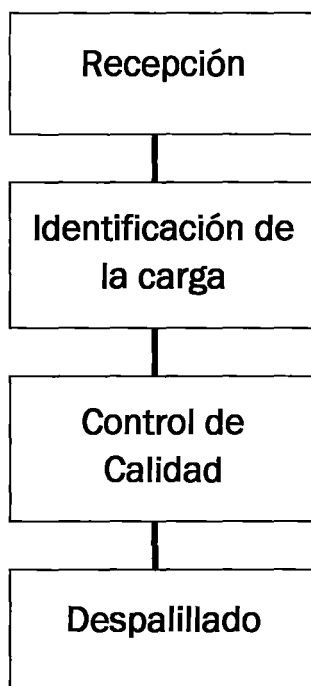 Recepción
Identificación de
la carga
Control de
Calidad
Despalillado